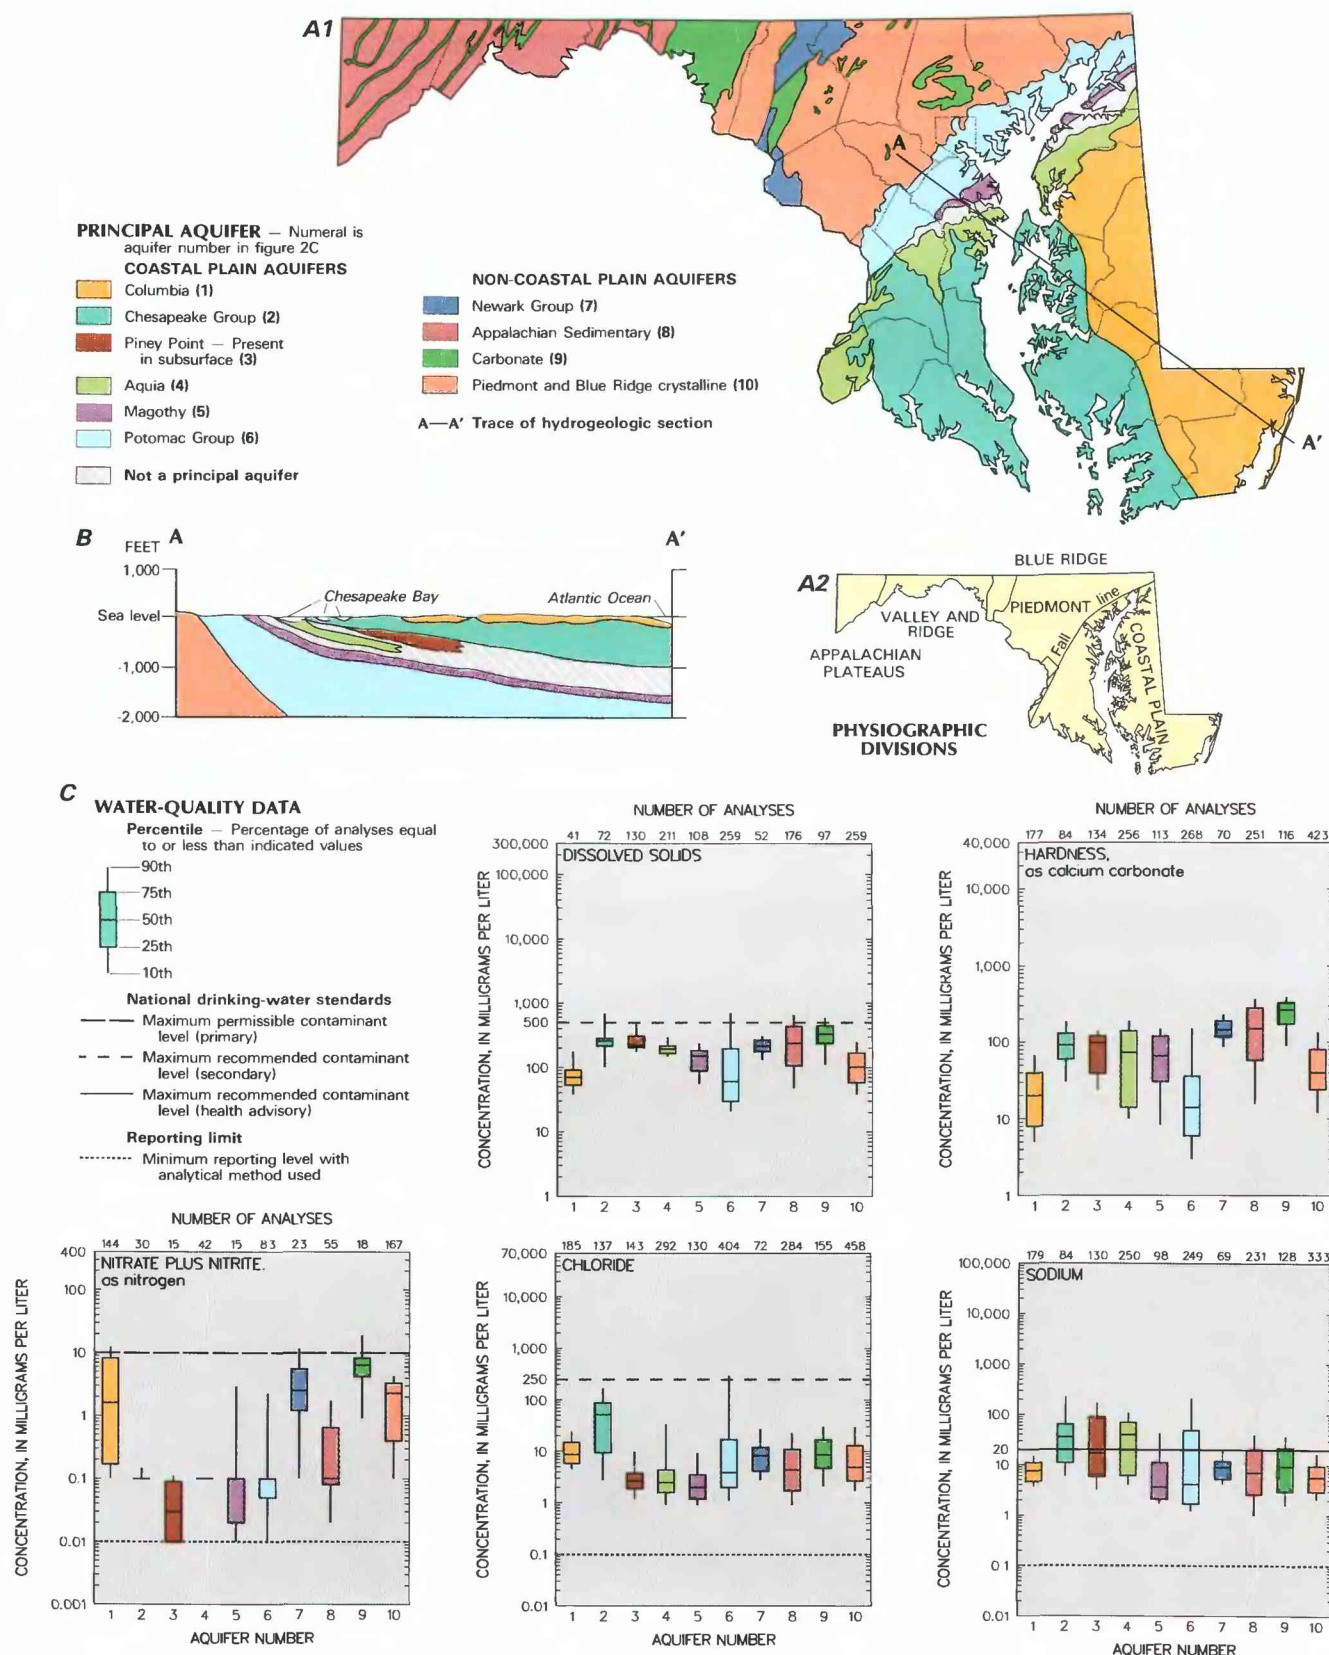 A1
A
A'
PRINCIPAL AQUIFER — Numeral is
aquifer number in figure 2C
COASTAL PLAIN AQUIFERS
Columbia (1)
Chesapeake Group (2)
Piney Point — Present
in subsurface (3)
Aquia (4)
Magothy (5)
Potomac Group (6)
Not a principal aquifer
NON-COASTAL PLAIN AQUIFERS
Newark Group (7)
Appalachian Sedimentary (8)
Carbonate (9)
Piedmont and Blue Ridge crystalline (10)
A—A' Trace of hydrogeologic section
B A A'
FEET
1,000
Sea level
-1,000
-2,000
Chesapeake Bay
Atlantic Ocean
A2
BLUE RIDGE
PIEDMONT
Fall line
VALLEY AND
RIDGE
APPALACHIAN
PLATEAUS
COASTAL PLAIN
PHYSIOGRAPHIC
DIVISIONS
C
WATER-QUALITY DATA
Percentile — Percentage of analyses equal
to or less than indicated values
90th
75th
50th
25th
10th
National drinking-water stendards
Maximum permissible contaminant
level (primary)
Maximum recommended contaminant
level (secondary)
Maximum recommended contaminant
level (health advisory)
Reporting limit
Minimum reporting level with
analytical method used
NUMBER OF ANALYSES
41 72 130 211 108 259 52 176 97 259
DISSOLVED SOLIDS
CONCENTRATION, IN MILLIGRAMS PER LITER
300,000
100,000
10,000
1,000
500
100
10
1
1 2 3 4 5 6 7 8 9 10
NUMBER OF ANALYSES
177 84 134 256 113 268 70 251 116 423
HARDNESS,
as calcium carbonate
CONCENTRATION, IN MILLIGRAMS PER LITER
40,000
10,000
1,000
100
10
1
1 2 3 4 5 6 7 8 9 10
NUMBER OF ANALYSES
144 30 15 42 15 83 23 55 18 167
NITRATE PLUS NITRITE.
as nitrogen
CONCENTRATION, IN MILLIGRAMS PER LITER
400
100
10
1
0.1
0.01
0.001
1 2 3 4 5 6 7 8 9 10
AQUIFER NUMBER
185 137 143 292 130 404 72 284 155 458
CHLORIDE
CONCENTRATION, IN MILLIGRAMS PER LITER
70,000
10,000
1,000
250
100
10
1
0.1
0.01
1 2 3 4 5 6 7 8 9 10
AQUIFER NUMBER
179 84 130 250 98 249 69 231 128 333
SODIUM
CONCENTRATION, IN MILLIGRAMS PER LITER
100,000
10,000
1,000
100
20
10
1
0.1
0.01
1 2 3 4 5 6 7 8 9 10
AQUIFER NUMBER